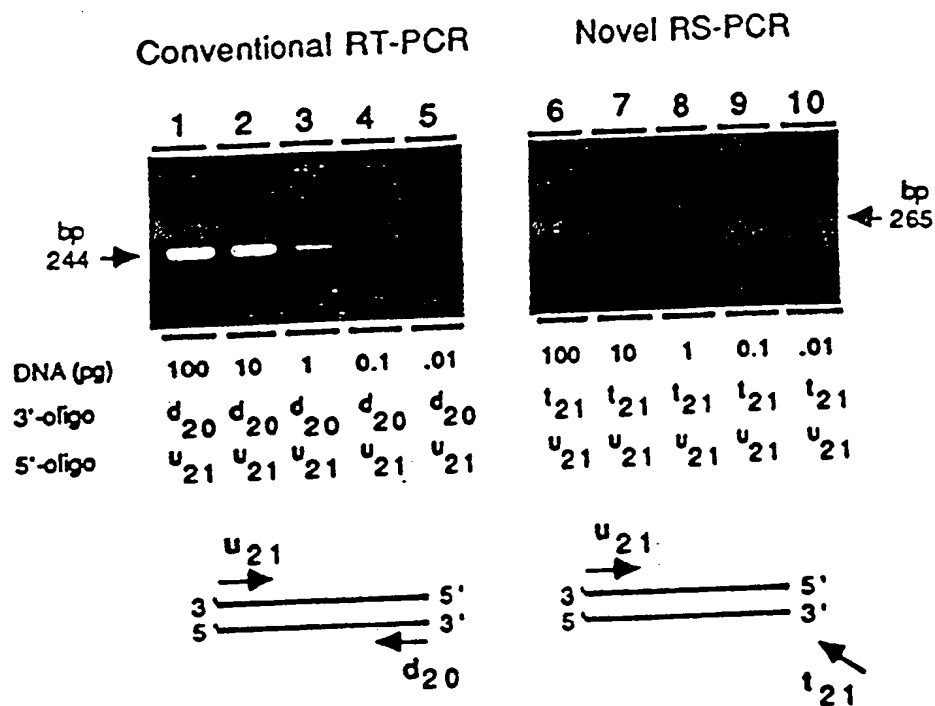 Conventional RT-PCR
Novel RS-PCR
1 2 3 4 5
6 7 8 9 10
bp
244
bp
265
DNA (pg) 100 10 1 0.1 .01
100 10 1 0.1 .01
3'-oligo d20 d20 d20 d20 d20
t21 t21 t21 t21 t21
5'-oligo u21 u21 u21 u21 u21
u21 u21 u21 u21 u21
u21
3 5'
5 3'
d20
u21
3 5'
5 3'
t21